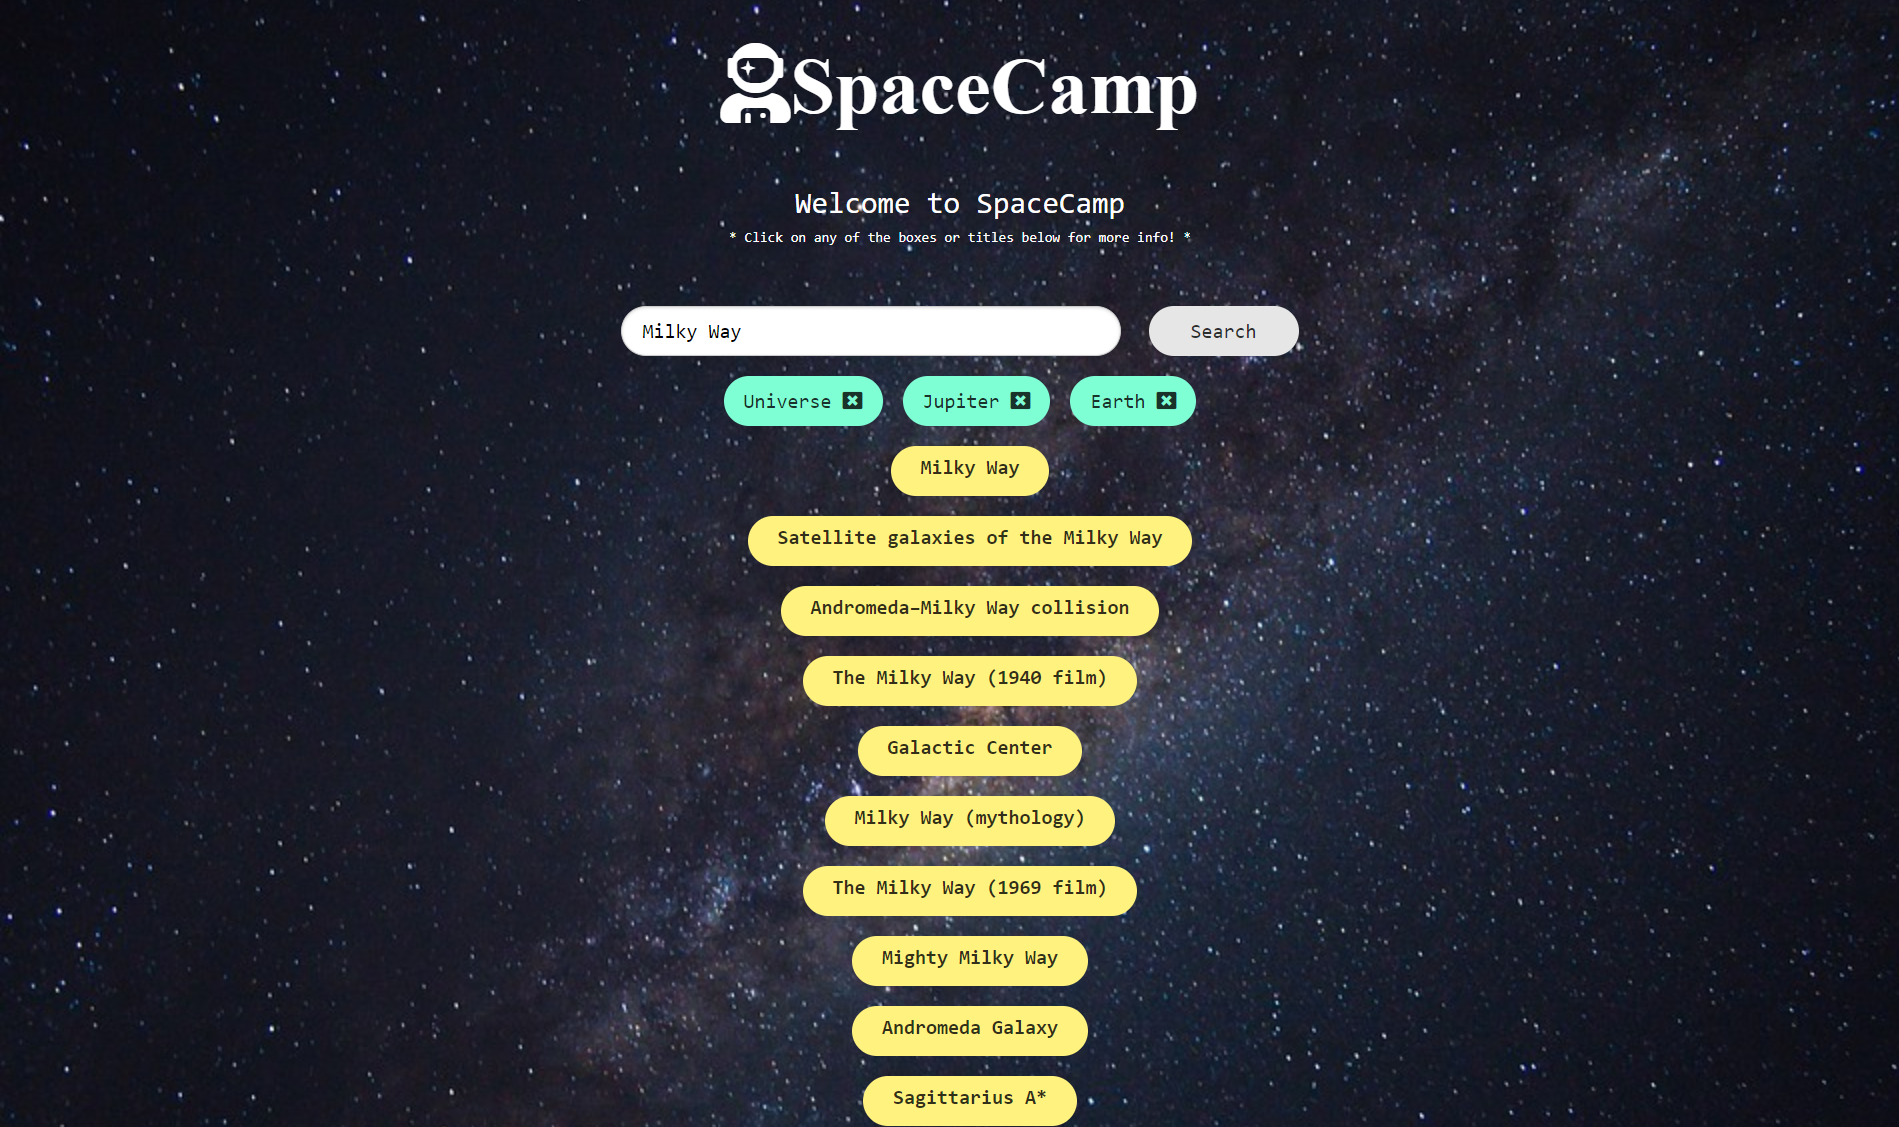 SpaceCamp
Welcome to SpaceCamp
* Click on any of the boxes or titles below for more info! *
Milky Way Search
Universe Jupiter Earth
Milky Way
Satellite galaxies of the Milky Way
Andromeda–Milky Way collision
The Milky Way (1940 film)
Galactic Center
Milky Way (mythology)
The Milky Way (1969 film)
Mighty Milky Way
Andromeda Galaxy
Sagittarius A*